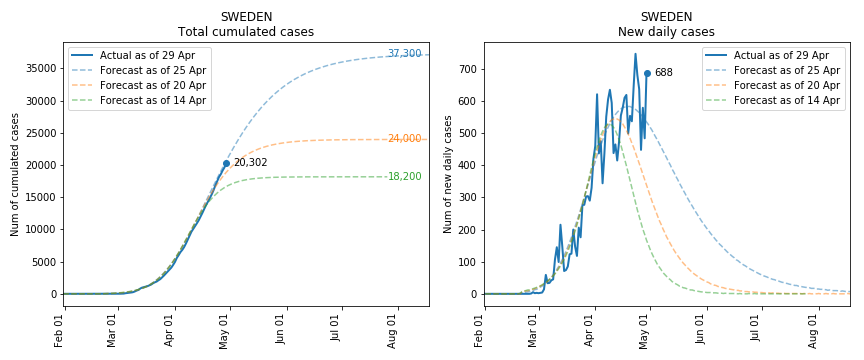 SWEDEN
Total cumulated cases
Actual as of 29 Apr
Forecast as of 25 Apr
Forecast as of 20 Apr
Forecast as of 14 Apr
37,300
24,000
20,302
18,200
Num of cumulated cases
35000
30000
25000
20000
15000
10000
5000
0
Feb 01
Mar 01
Apr 01
May 01
Jun 01
Jul 01
Aug 01
SWEDEN
New daily cases
Actual as of 29 Apr
Forecast as of 25 Apr
Forecast as of 20 Apr
Forecast as of 14 Apr
688
Num of new daily cases
700
600
500
400
300
200
100
0
Feb 01
Mar 01
Apr 01
May 01
Jun 01
Jul 01
Aug 01